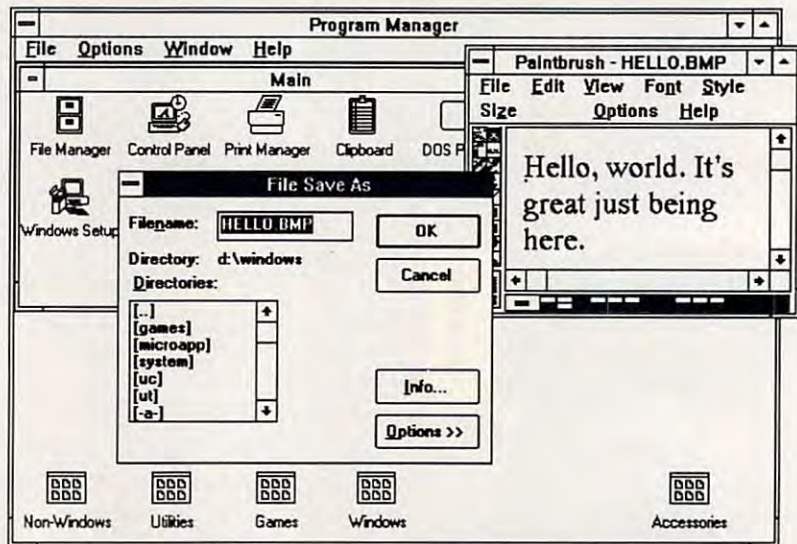 Program Manager
File Options Window Help
Main
File Manager Control Panel Print Manager Clipboard DOS P
Windows Setup
Paintbrush - HELLO.BMP
File Edit View Font Style
Size Options Help
Hello, world. It's
great just being
here.
File Save As
Filename: HELLO.BMP
OK
Directory: d:\windows
Cancel
Directories:
[..]
[games]
[microapp]
[system]
[uc]
[ut]
[-a-]
Info...
Options >>
Non-Windows Utilities Games Windows Accessories